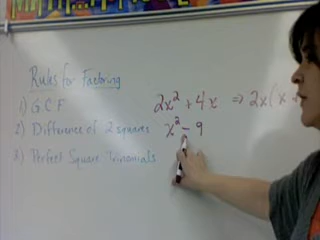 Rules for Factoring
1) G.C.F
2x² + 4x ⇒ 2x(x +
2) Difference of 2 squares
x² - 9
3) Perfect Square Trinomials